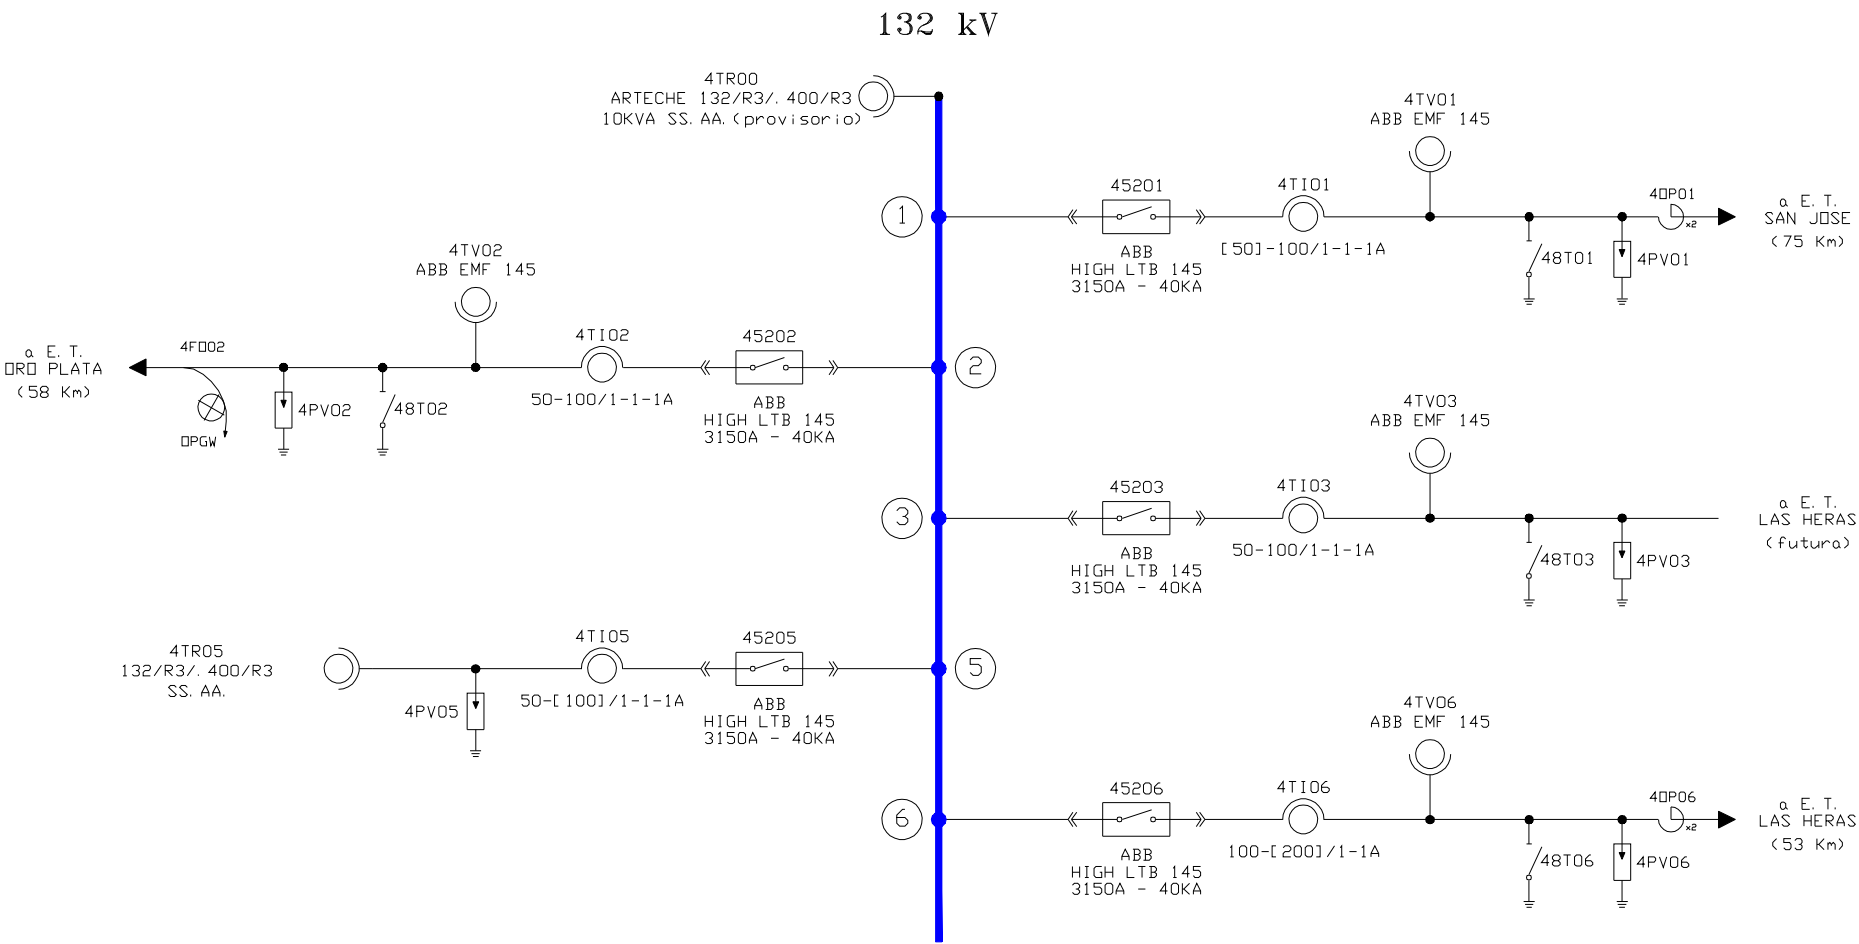 132 kV
4TR00
ARTECHE 132/R3/.400/R3
10KVA SS.AA.(provisorio)
4TV01
ABB EMF 145
1
45201
ABB
HIGH LTB 145
3150A - 40KA
4TI01
[50]-100/1-1-1A
48T01
4PV01
4OP01
x2
a E.T.
SAN JOSE
(75 Km)
4TV02
ABB EMF 145
a E.T.
ORO PLATA
(58 Km)
4FO02
OPGW
4PV02
48T02
4TI02
50-100/1-1-1A
45202
ABB
HIGH LTB 145
3150A - 40KA
2
4TV03
ABB EMF 145
3
45203
ABB
HIGH LTB 145
3150A - 40KA
4TI03
50-100/1-1-1A
48T03
4PV03
a E.T.
LAS HERAS
(futura)
4TR05
132/R3/.400/R3
SS.AA.
4PV05
4TI05
50-[100]/1-1-1A
45205
ABB
HIGH LTB 145
3150A - 40KA
5
4TV06
ABB EMF 145
6
45206
ABB
HIGH LTB 145
3150A - 40KA
4TI06
100-[200]/1-1A
48T06
4PV06
4OP06
x2
a E.T.
LAS HERAS
(53 Km)